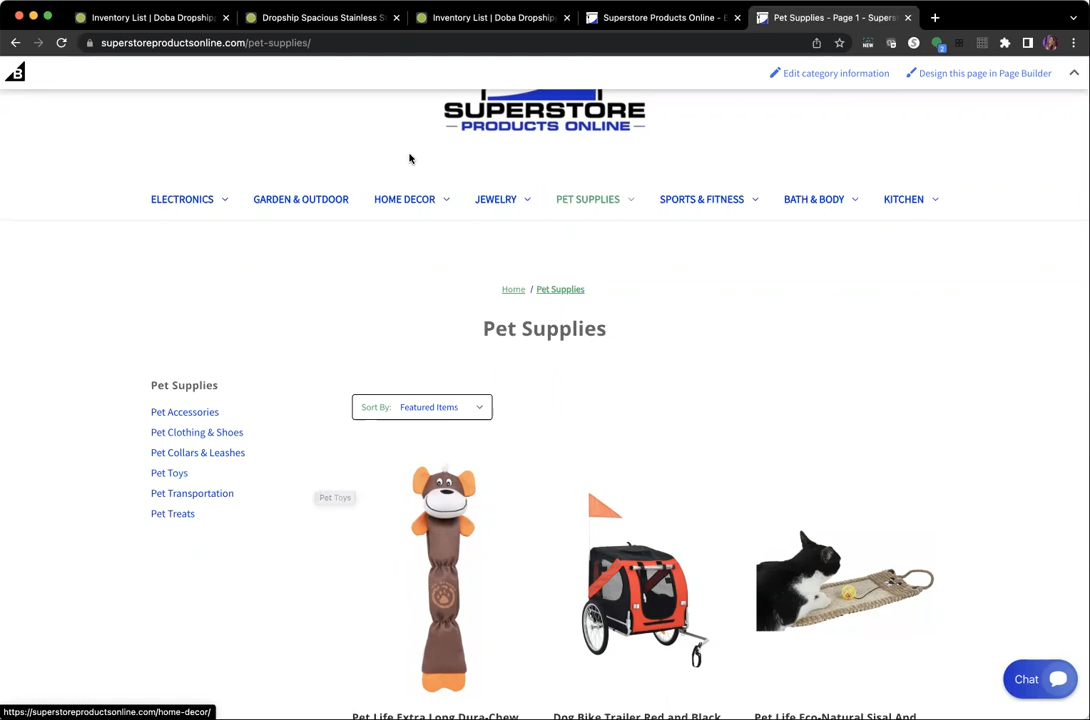 Inventory List | Doba Dropship
Dropship Spacious Stainless S
Inventory List | Doba Dropship
Superstore Products Online - E
Pet Supplies - Page 1 - Supers
superstoreproductsonline.com/pet-supplies/
NEW
S
2
B
Edit category information
Design this page in Page Builder
SUPERSTORE
PRODUCTS ONLINE
ELECTRONICS GARDEN & OUTDOOR HOME DECOR JEWELRY PET SUPPLIES SPORTS & FITNESS BATH & BODY KITCHEN
Home / Pet Supplies
Pet Supplies
Pet Supplies
Pet Accessories
Pet Clothing & Shoes
Pet Collars & Leashes
Pet Toys
Pet Transportation
Pet Treats
Sort By: Featured Items
Pet Toys
Chat
Pet Life Extra Long Dura-Chew
Dog Bike Trailer Red and Black
Pet Life Eco-Natural Sisal And
https://superstoreproductsonline.com/home-decor/